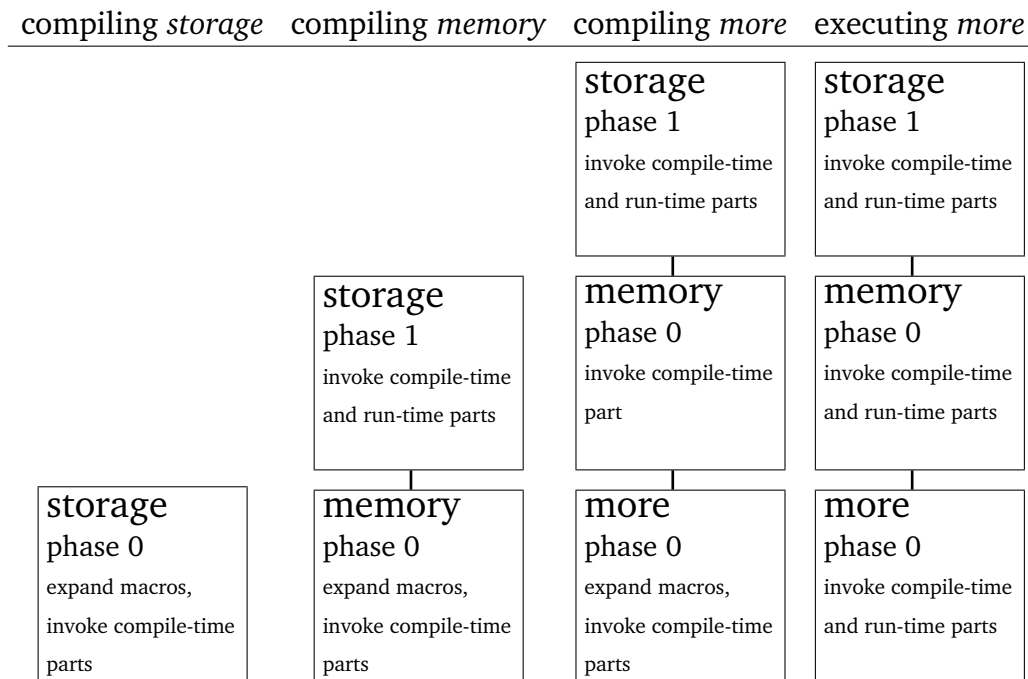 compiling storage compiling memory compiling more executing more
storage
phase 1
invoke compile-time
and run-time parts
storage
phase 1
invoke compile-time
and run-time parts
storage
phase 1
invoke compile-time
and run-time parts
memory
phase 0
invoke compile-time
part
memory
phase 0
invoke compile-time
and run-time parts
storage
phase 0
expand macros,
invoke compile-time
parts
memory
phase 0
expand macros,
invoke compile-time
parts
more
phase 0
expand macros,
invoke compile-time
parts
more
phase 0
invoke compile-time
and run-time parts